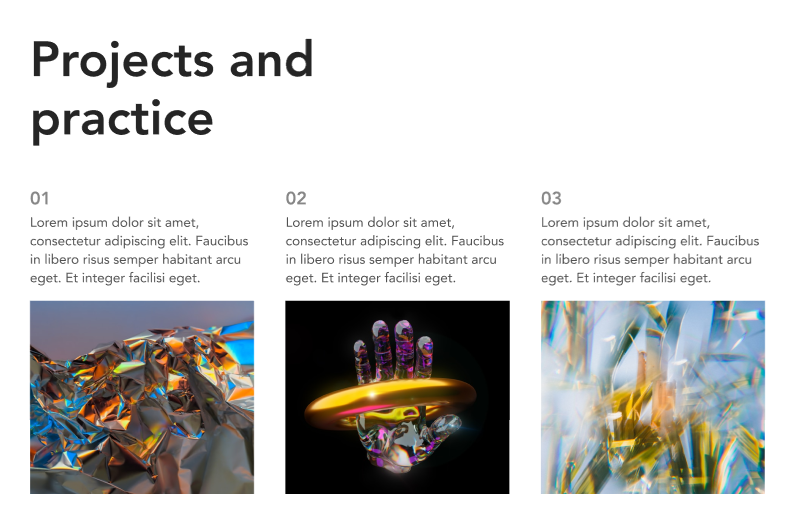 Projects and
practice
01
Lorem ipsum dolor sit amet,
consectetur adipiscing elit. Faucibus
in libero risus semper habitant arcu
eget. Et integer facilisi eget.
02
Lorem ipsum dolor sit amet,
consectetur adipiscing elit. Faucibus
in libero risus semper habitant arcu
eget. Et integer facilisi eget.
03
Lorem ipsum dolor sit amet,
consectetur adipiscing elit. Faucibus
in libero risus semper habitant arcu
eget. Et integer facilisi eget.